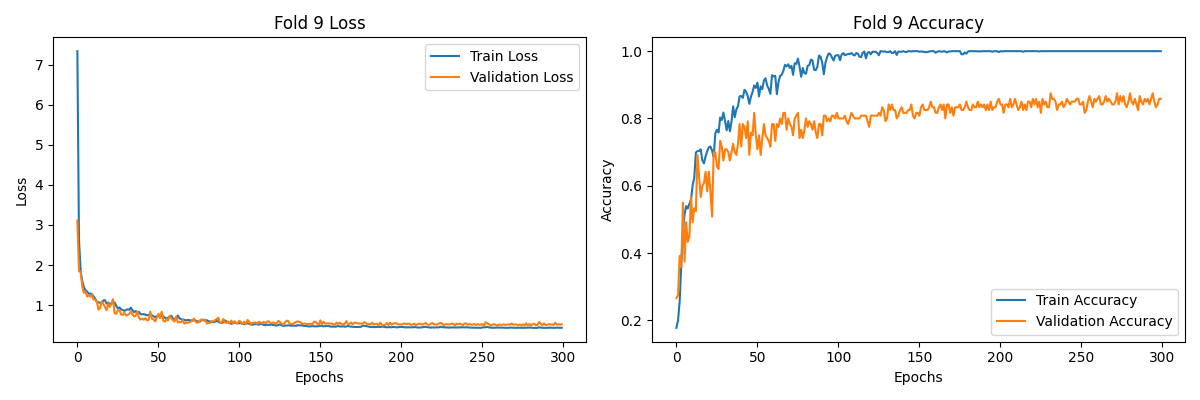 Fold 9 Loss
Train Loss
Validation Loss
7
6
5
4
3
2
1
Loss
0
50
100
150
200
250
300
Epochs
Fold 9 Accuracy
1.0
0.8
0.6
0.4
0.2
Accuracy
Train Accuracy
Validation Accuracy
0
50
100
150
200
250
300
Epochs